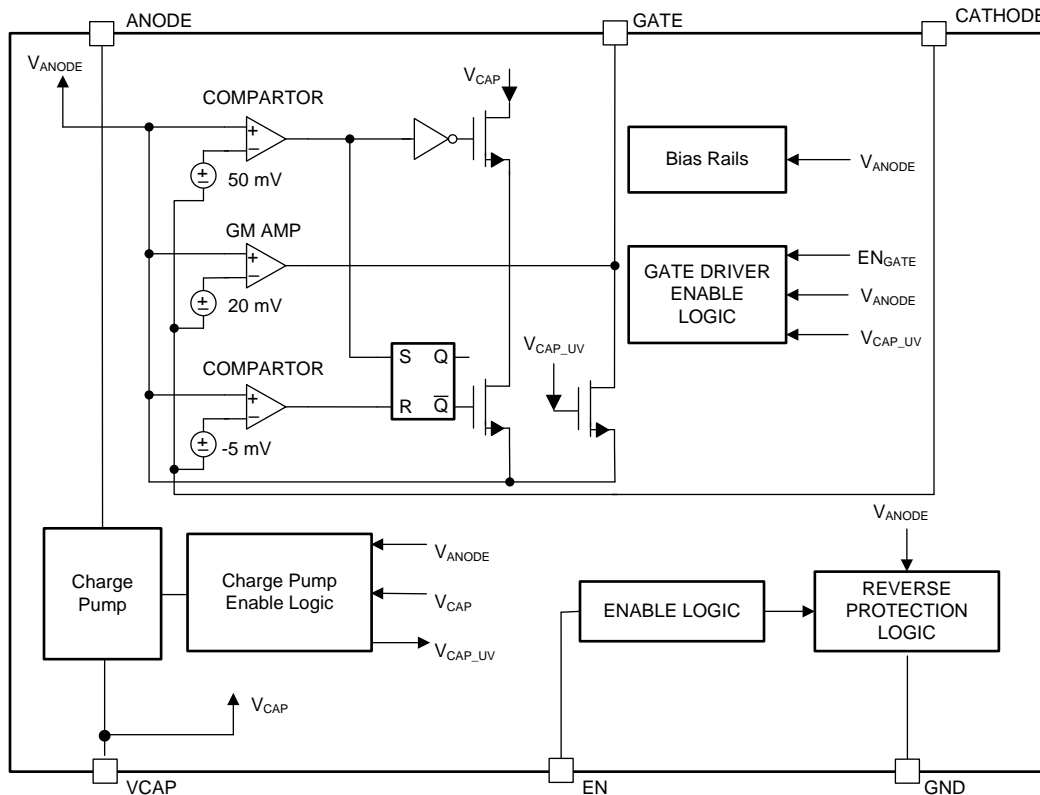 ANODE
GATE
CATHODE
VANODE
VCAP
COMPARTOR
+
−
50 mV
Bias Rails
VANODE
GM AMP
+
−
20 mV
GATE DRIVER
ENABLE
LOGIC
ENGATE
VANODE
VCAP_UV
VCAP_UV
COMPARTOR
+
−
-5 mV
S Q
R Q̅
VANODE
Charge
Pump
Charge Pump
Enable Logic
VANODE
VCAP
VCAP_UV
ENABLE LOGIC
REVERSE
PROTECTION
LOGIC
VCAP
VCAP
EN
GND